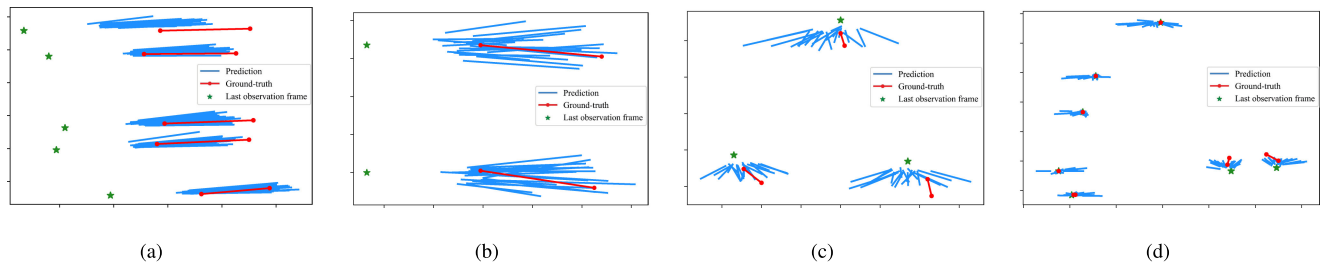 Prediction
Ground-truth
Last observation frame
Prediction
Ground-truth
Last observation frame
Prediction
Ground-truth
Last observation frame
Prediction
Ground-truth
Last observation frame
(a)
(b)
(c)
(d)